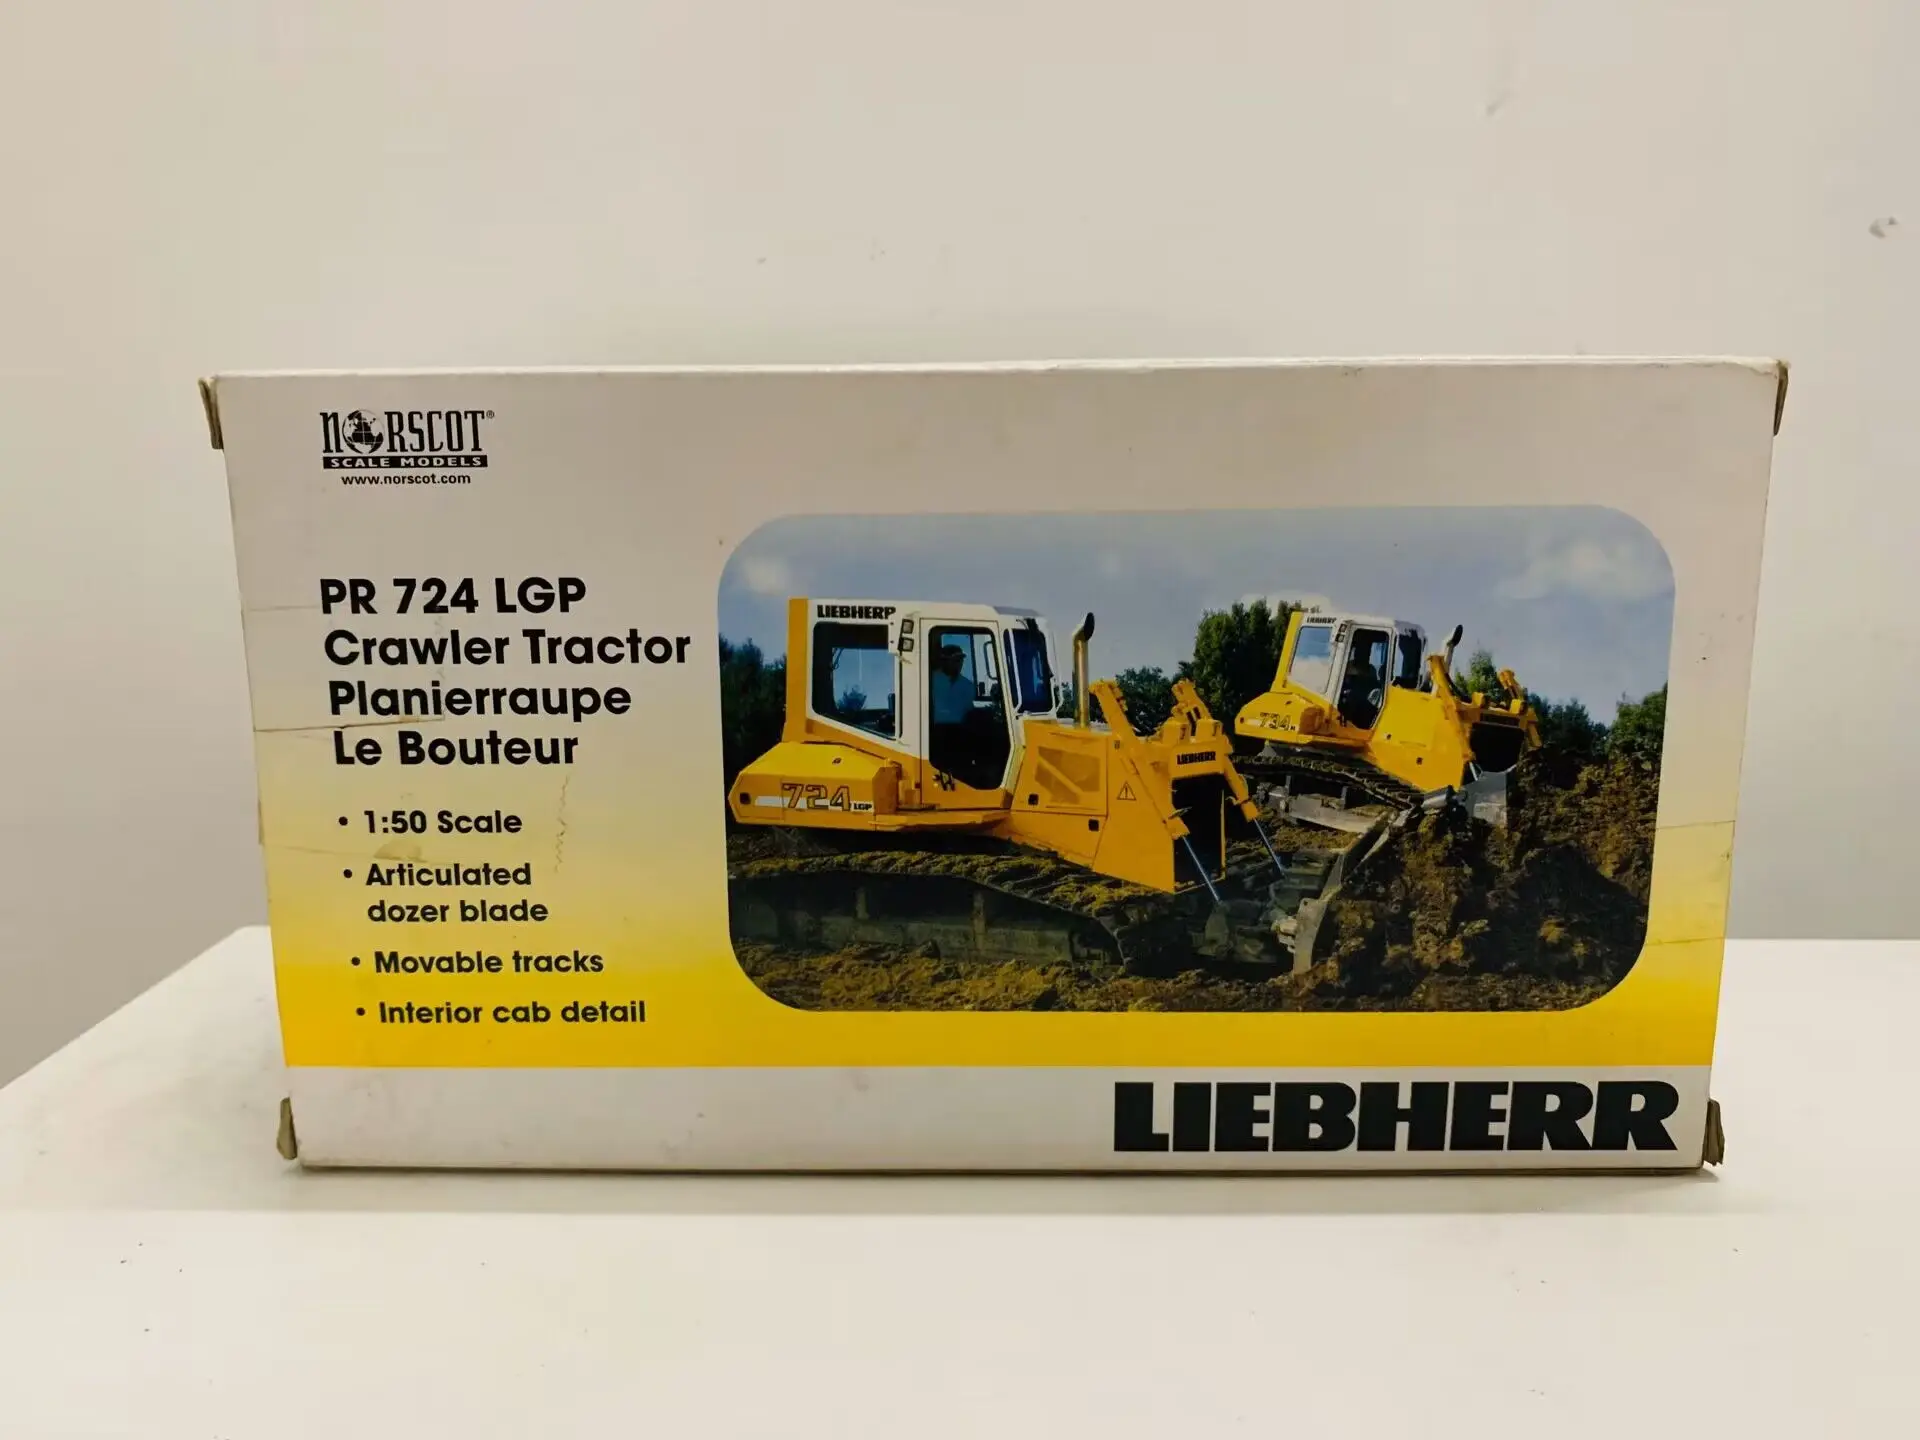 NORSCOT®
SCALE MODELS
www.norscot.com
PR 724 LGP
Crawler Tractor
Planierraupe
Le Bouteur
• 1:50 Scale
• Articulated
dozer blade
• Movable tracks
• Interior cab detail
LIEBHERR
LIEBHERR
724 LGP
LIEBHERR
734
LIEBHERR